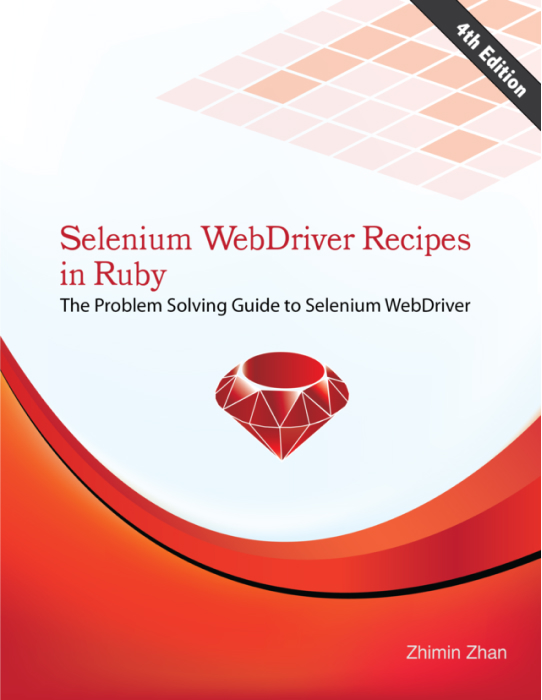 4th Edition
Selenium WebDriver Recipes
in Ruby
The Problem Solving Guide to Selenium WebDriver
Zhimin Zhan